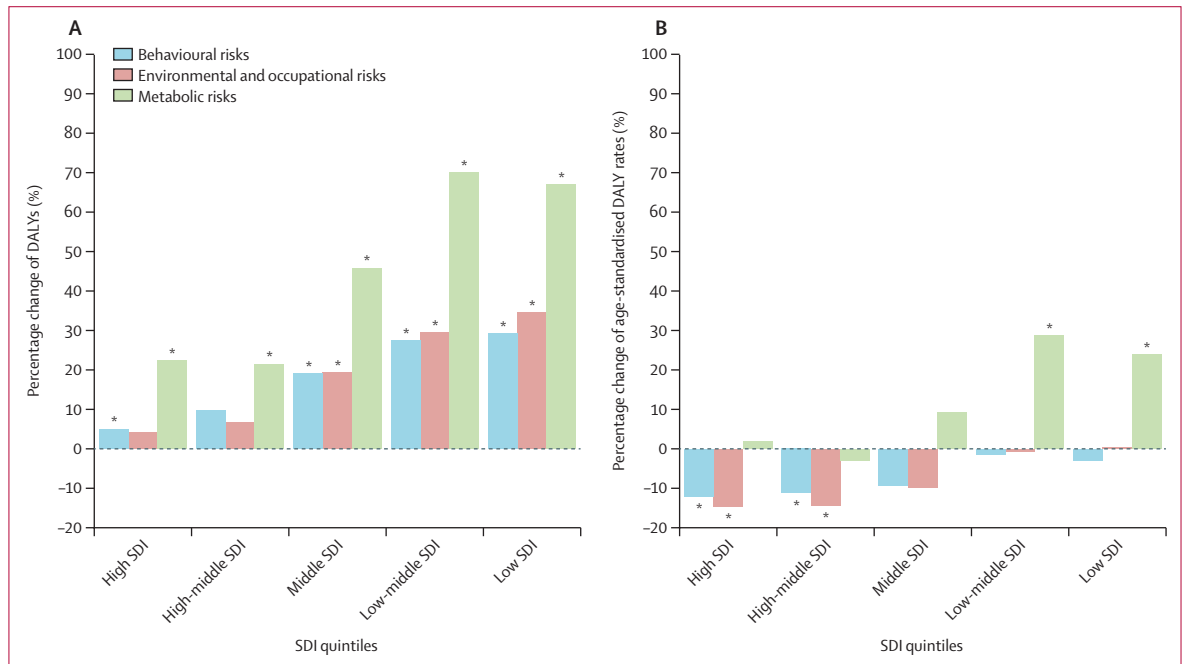 A
Behavioural risks
Environmental and occupational risks
Metabolic risks
Percentage change of DALYs (%)
100
90
80
70
60
50
40
30
20
10
0
–10
–20
*
*
*
*
*
*
*
*
*
*
*
*
High SDI
High-middle SDI
Middle SDI
Low-middle SDI
Low SDI
SDI quintiles
B
Percentage change of age-standardised DALY rates (%)
100
90
80
70
60
50
40
30
20
10
0
–10
–20
*
*
*
*
*
*
High SDI
High-middle SDI
Middle SDI
Low-middle SDI
Low SDI
SDI quintiles